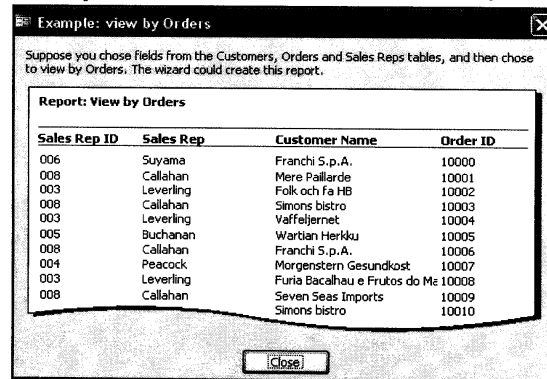 Example: view by Orders
Suppose you chose fields from the Customers, Orders and Sales Reps tables, and then chose
to view by Orders. The wizard could create this report.
Report: View by Orders
Sales Rep ID Sales Rep Customer Name Order ID
006 Suyama Franchi S.p.A. 10000
008 Callahan Mere Paillarde 10001
003 Leverling Folk och fa HB 10002
008 Callahan Simons bistro 10003
003 Leverling Vaffeljernet 10004
005 Buchanan Wartian Herkku 10005
008 Callahan Franchi S.p.A. 10006
004 Peacock Morgenstern Gesundkost 10007
003 Leverling Furia Bacalhau e Frutos do Ma 10008
008 Callahan Seven Seas Imports 10009
Simons bistro 10010
Close